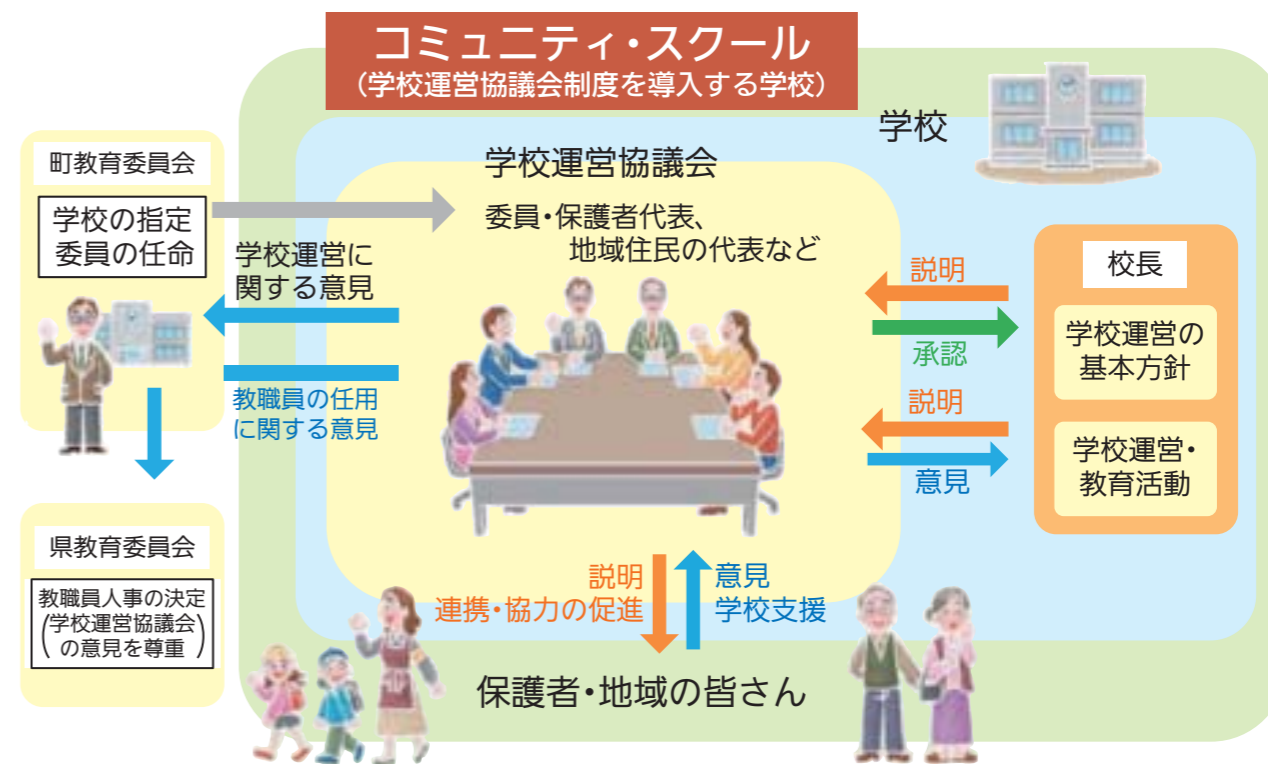 コミュニティ・スクール
（学校運営協議会制度を導入する学校）
学校
町教育委員会
学校の指定
委員の任命
学校運営協議会
委員・保護者代表、
地域住民の代表など
学校運営に
関する意見
教職員の任用
に関する意見
説明
承認
説明
意見
校長
学校運営の
基本方針
学校運営・
教育活動
県教育委員会
教職員人事の決定
（学校運営協議会
の意見を尊重）
説明
連携・協力の促進
意見
学校支援
保護者・地域の皆さん